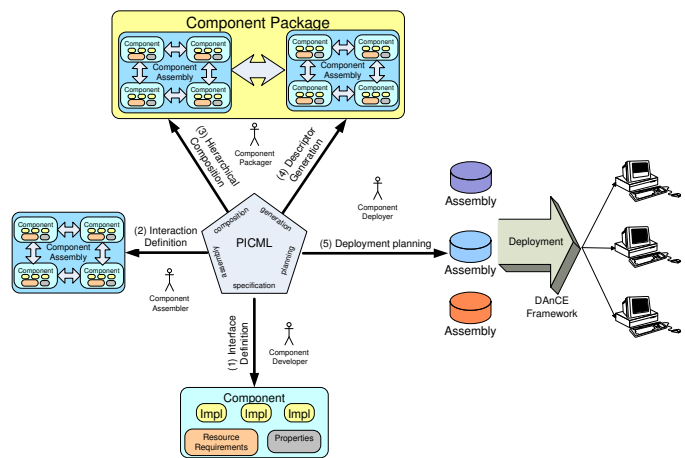 Component Package
Component
Component
Component
Assembly
Component
Component
Component
Component
Component
Assembly
Component
Component
(3) Hierarchical
Composition
Component
Packager
(4) Descriptor
Generation
Component
Deployer
Component
Component
Component
Assembly
Component
Component
(2) Interaction
Definition
Component
Assembler
composition
generation
PICML
assembly
planning
specification
(5) Deployment planning
Assembly
Assembly
Assembly
Deployment
DAnCE
Framework
(1) Interface
Definition
Component
Developer
Component
Impl
Impl
Impl
Resource
Requirements
Properties